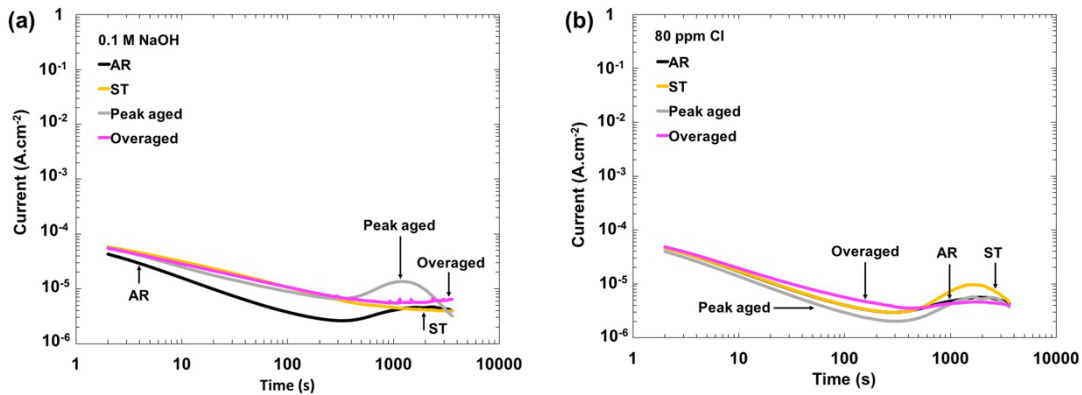 (a)
Current (A.cm⁻²)
1
10⁻¹
10⁻²
10⁻³
10⁻⁴
10⁻⁵
10⁻⁶
0.1 M NaOH
AR
ST
Peak aged
Overaged
Peak aged
Overaged
AR
ST
1 10 100 1000 10000
Time (s)
(b)
Current (A.cm⁻²)
1
10⁻¹
10⁻²
10⁻³
10⁻⁴
10⁻⁵
10⁻⁶
80 ppm Cl
AR
ST
Peak aged
Overaged
Overaged
AR
ST
Peak aged
1 10 100 1000 10000
Time (s)